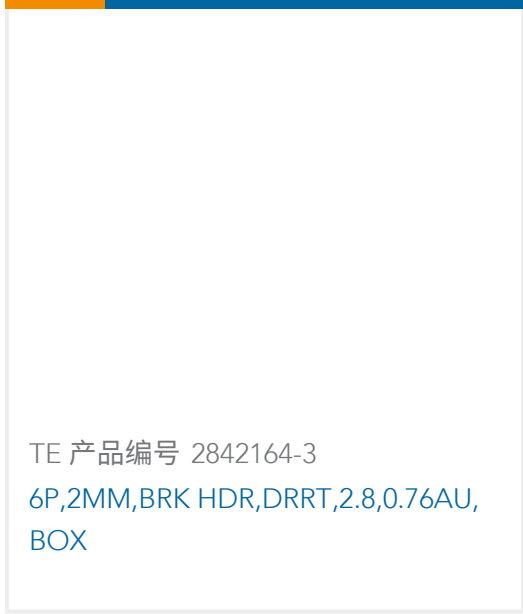 TE 产品编号 2842164-3
6P,2MM,BRK HDR,DRRT,2.8,0.76AU,
BOX